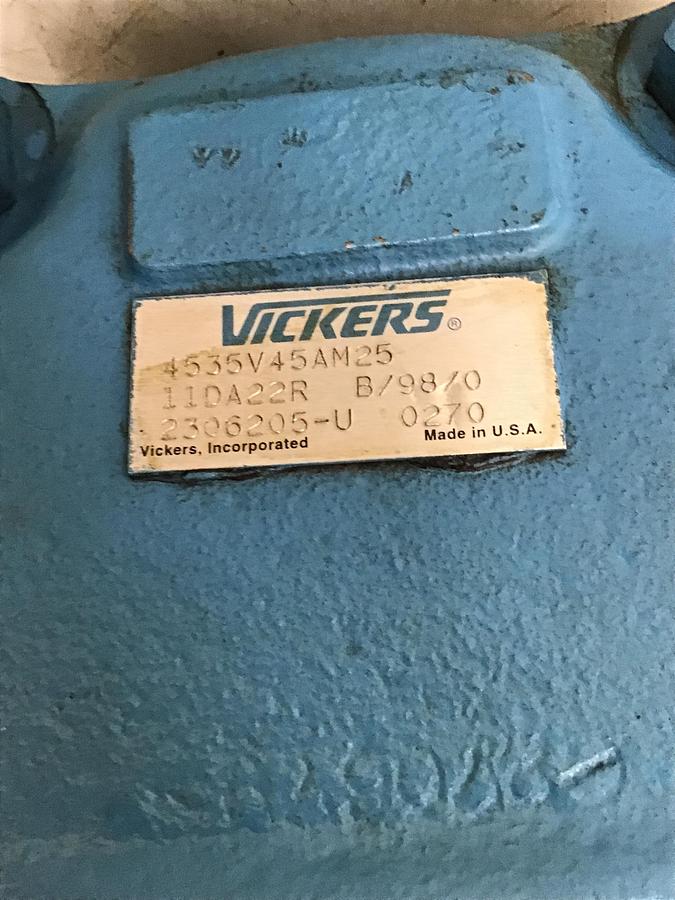 VICKERS®
4535V45AM25
11DA22R B/98/0
2306205-U 0270
Vickers, Incorporated Made in U.S.A.